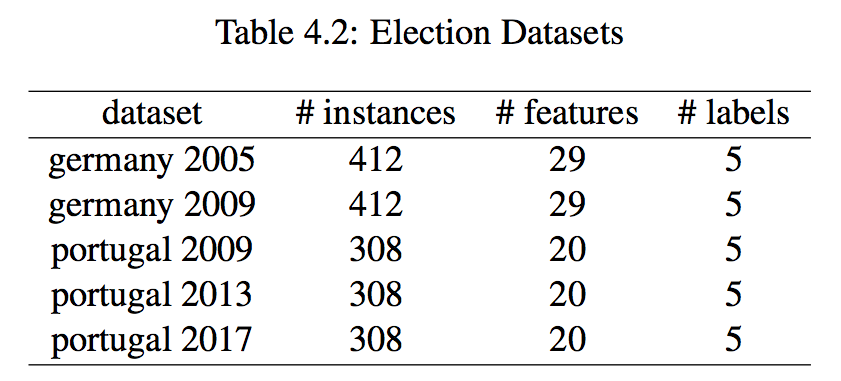 Table 4.2: Election Datasets
dataset # instances # features # labels
germany 2005 412 29 5
germany 2009 412 29 5
portugal 2009 308 20 5
portugal 2013 308 20 5
portugal 2017 308 20 5